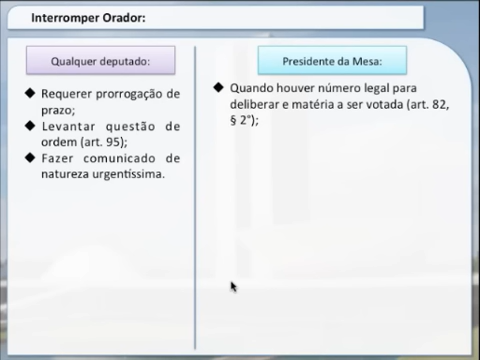 Interromper Orador:
Qualquer deputado:
◆ Requerer prorrogação de
prazo;
◆ Levantar questão de
ordem (art. 95);
◆ Fazer comunicado de
natureza urgentíssima.
Presidente da Mesa:
◆ Quando houver número legal para
deliberar e matéria a ser votada (art. 82,
§ 2°);